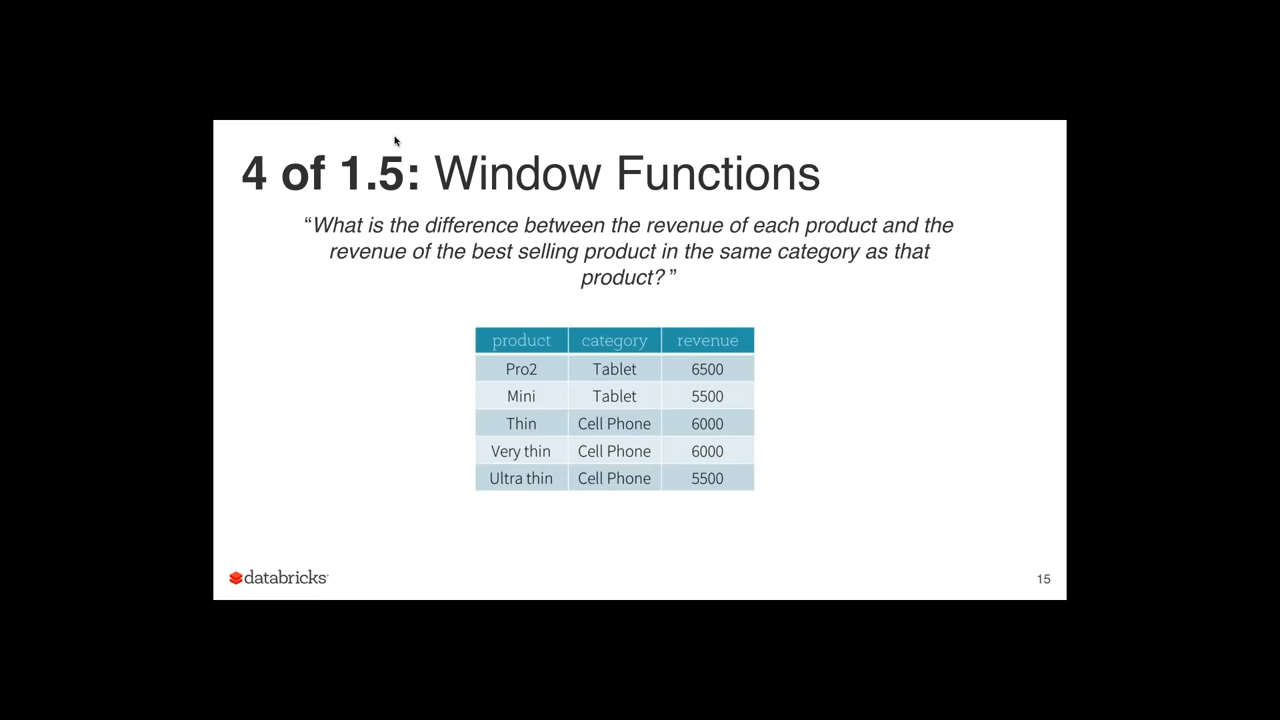 4 of 1.5: Window Functions
“What is the difference between the revenue of each product and the
revenue of the best selling product in the same category as that
product? ”
product category revenue
Pro2 Tablet 6500
Mini Tablet 5500
Thin Cell Phone 6000
Very thin Cell Phone 6000
Ultra thin Cell Phone 5500
databricks
15